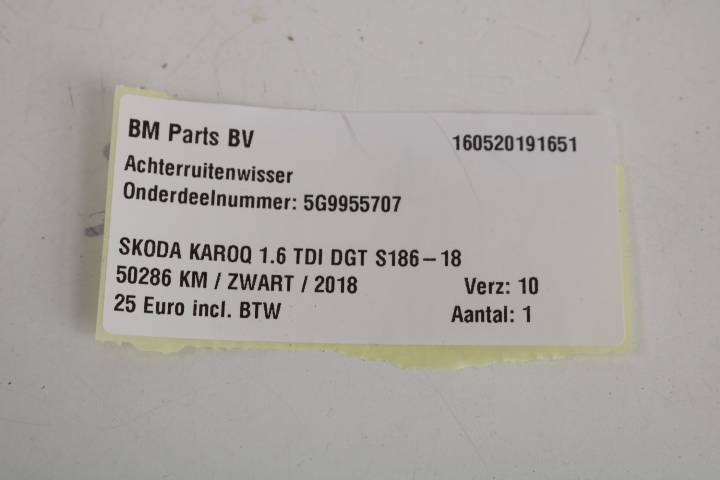 BM Parts BV 160520191651
Achterruitenwisser
Onderdeelnummer: 5G9955707
SKODA KAROQ 1.6 TDI DGT S186-18
50286 KM / ZWART / 2018 Verz: 10
25 Euro incl. BTW Aantal: 1